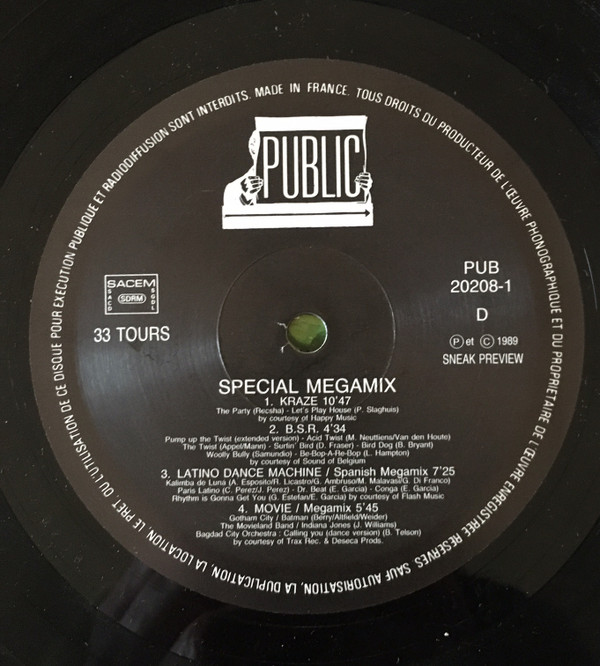 TOUS DROITS DU PRODUCTEUR DE L'ŒUVRE PHONOGRAPHIQUE ET DU PROPRIETAIRE DE L'ŒUVRE ENREGISTREE RESERVES SAUF AUTORISATION, LA DUPLICATION, LA LOCATION, LE PRET, OU L'UTILISATION DE CE DISQUE POUR EXECUTION PUBLIQUE ET RADIODIFFUSION SONT INTERDITS. MADE IN FRANCE.
PUBLIC
SACEM
SACD
SDRM
SGDL
33 TOURS
PUB
20208-1
D
Ⓟ et Ⓒ 1989
SNEAK PREVIEW
SPECIAL MEGAMIX
1. KRAZE 10'47
The Party (Recsha) - Let's Play House (P. Slaghuis)
by courtesy of Happy Music
2. B.S.R. 4'34
Pump up the Twist (extended version) - Acid Twist (M. Neuttiens/Van den Houte)
The Twist (Appel/Mann) - Surfin' Bird (D. Fraser) - Bird Dog (B. Bryant)
Woolly Bully (Samundio) - Be-Bop-A-Re-Bop (L. Hampton)
by courtesy of Sound of Belgium
3. LATINO DANCE MACHINE / Spanish Megamix 7'25
Kalimba de Luna (A. Esposito/R. Licastro/G. Ambruso/M. Malavasi/G. Di Franco)
Paris Latino (C. Perez/J. Perez) - Dr. Beat (E. Garcia) - Conga (E. Garcia)
Rhythm is Gonna Get You (G. Estefan/E. Garcia) by courtesy of Flash Music
4. MOVIE / Megamix 5'45
Gotham City / Batman (Berry/Altfield/Weider)
The Movieland Band / Indiana Jones (J. Williams)
Bagdad City Orchestra : Calling you (dance version) (B. Telson)
by courtesy of Trax Rec. & Deseca Prods.